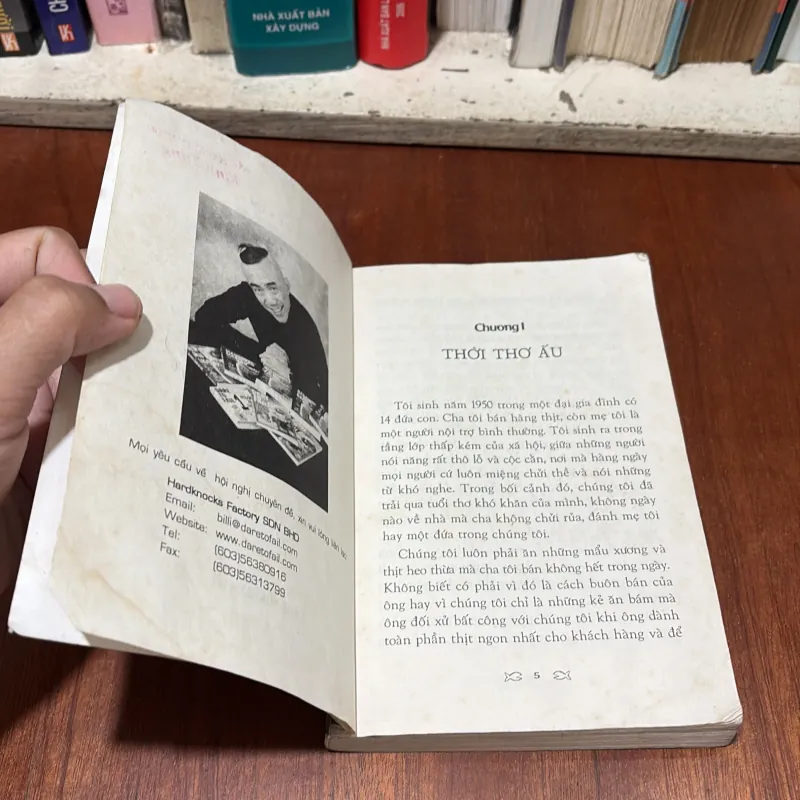 NHÀ XUẤT BẢN
XÂY DỰNG
Mọi yêu cầu về hội nghị chuyên đề, xin vui lòng liên lạc
Hardknocks Factory SDN BHD
Email: billi@daretofail.com
Website: www.daretofail.com
Tel: (603)56380916
Fax: (603)56313799
Chương I
THỜI THƠ ẤU
Tôi sinh năm 1950 trong một đại gia đình có
14 đứa con. Cha tôi bán hàng thịt, còn mẹ tôi là
một người nội trợ bình thường. Tôi sinh ra trong
tầng lớp thấp kém của xã hội, giữa những người
nói năng rất thô lỗ và cộc cằn, nơi mà hàng ngày
mọi người cứ luôn miệng chửi thề và nói những
từ khó nghe. Trong bối cảnh đó, chúng tôi đã
trải qua tuổi thơ khó khăn của mình, không ngày
nào về nhà mà cha không chửi rủa, đánh mẹ tôi
hay một đứa trong chúng tôi.
Chúng tôi luôn phải ăn những mẩu xương và
thịt heo thừa mà cha tôi bán không hết trong ngày.
Không biết có phải vì đó là cách buôn bán của
ông hay vì chúng tôi chỉ là những kẻ ăn bám mà
ông đối xử bất công với chúng tôi khi ông dành
toàn phần thịt ngon nhất cho khách hàng và để
5